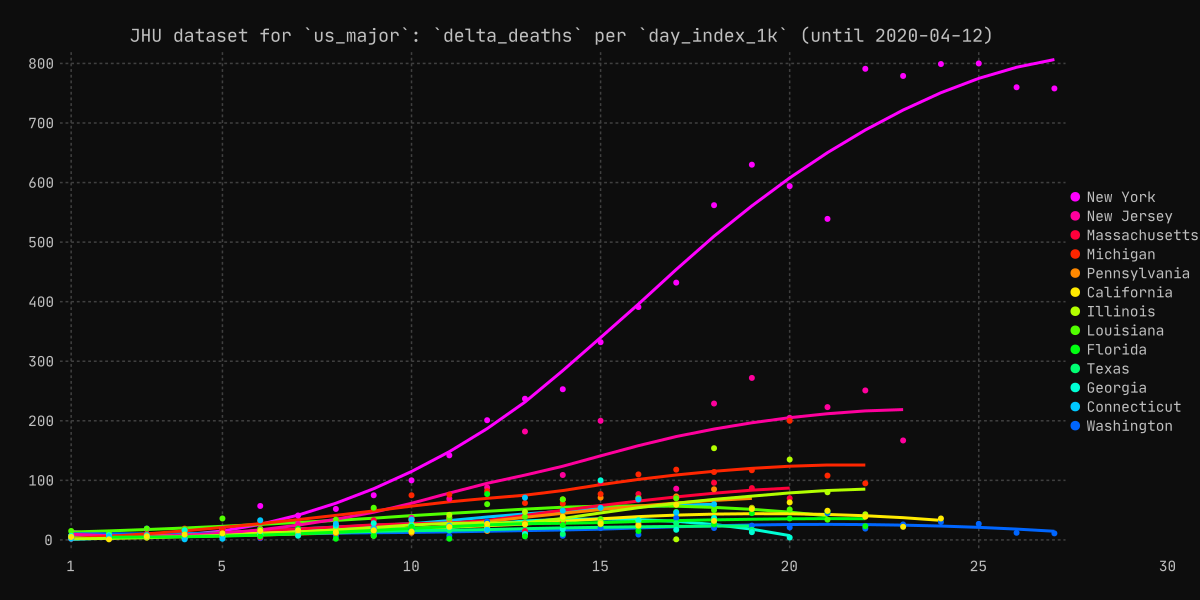 JHU dataset for `us_major`: `delta_deaths` per `day_index_1k` (until 2020-04-12)
800
700
600
500
400
300
200
100
0
1 5 10 15 20 25 30
New York
New Jersey
Massachusetts
Michigan
Pennsylvania
California
Illinois
Louisiana
Florida
Texas
Georgia
Connecticut
Washington